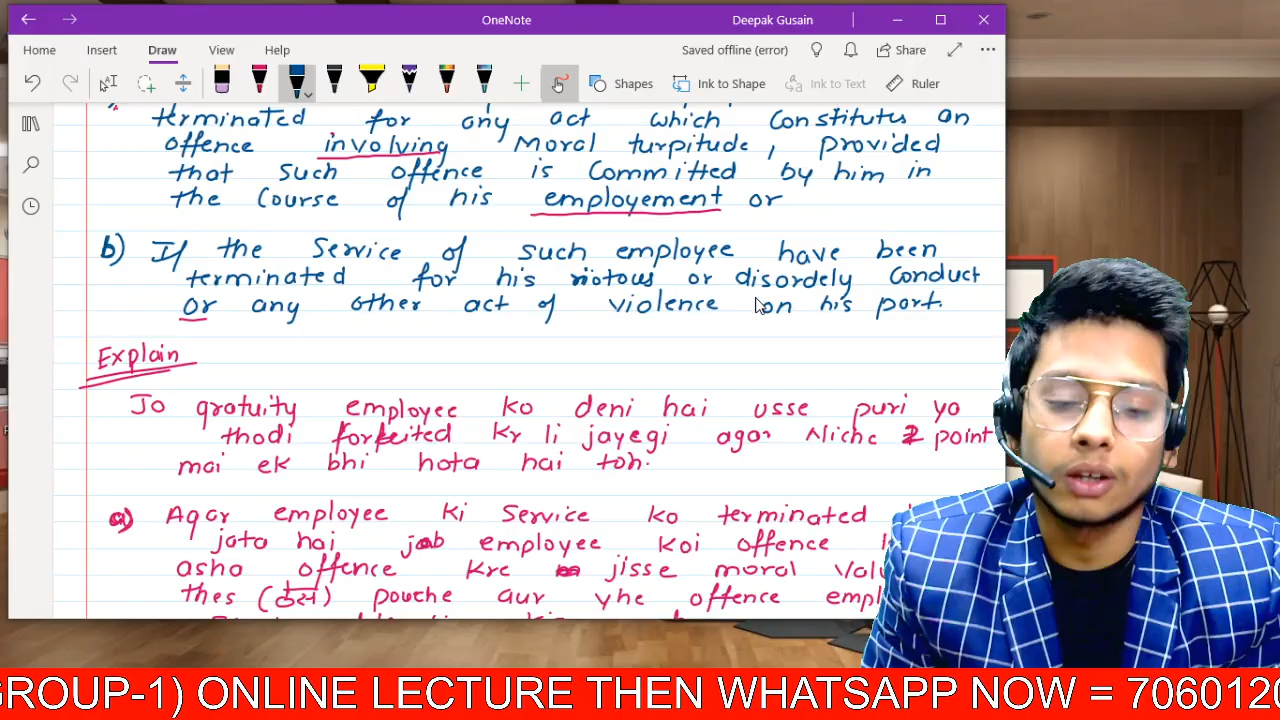 OneNote
Deepak Gusain
Home Insert Draw View Help
Saved offline (error)
Share
Shapes
Ink to Shape
Ink to Text
Ruler
terminated for any act which Constitutes an
offence involving Moral turpitude, provided
that such offence is Committed by him in
the Course of his employement or
b) If the Service of such employee have been
terminated for his riotous or disordely Conduct
or any other act of violence on his part.
Explain
Jo gratuity employee ko deni hai usse puri ya
thodi forfeited Kr li jayegi agar Niche 2 point
mai ek bhi hota hai toh.
a) Agar employee ki Service ko terminated
jata hai jab employee koi offence
asha offence kre jisse moral
thes (ठेस) pouche aur yhe offence
GROUP-1) ONLINE LECTURE THEN WHATSAPP NOW = 706012